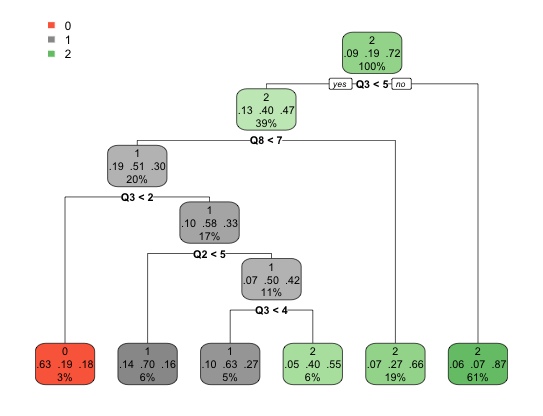 0
1
2
2
.09 .19 .72
100%
yes Q3 < 5 no
2
.13 .40 .47
39%
Q8 < 7
1
.19 .51 .30
20%
Q3 < 2
1
.10 .58 .33
17%
Q2 < 5
1
.07 .50 .42
11%
Q3 < 4
0
.63 .19 .18
3%
1
.14 .70 .16
6%
1
.10 .63 .27
5%
2
.05 .40 .55
6%
2
.07 .27 .66
19%
2
.06 .07 .87
61%